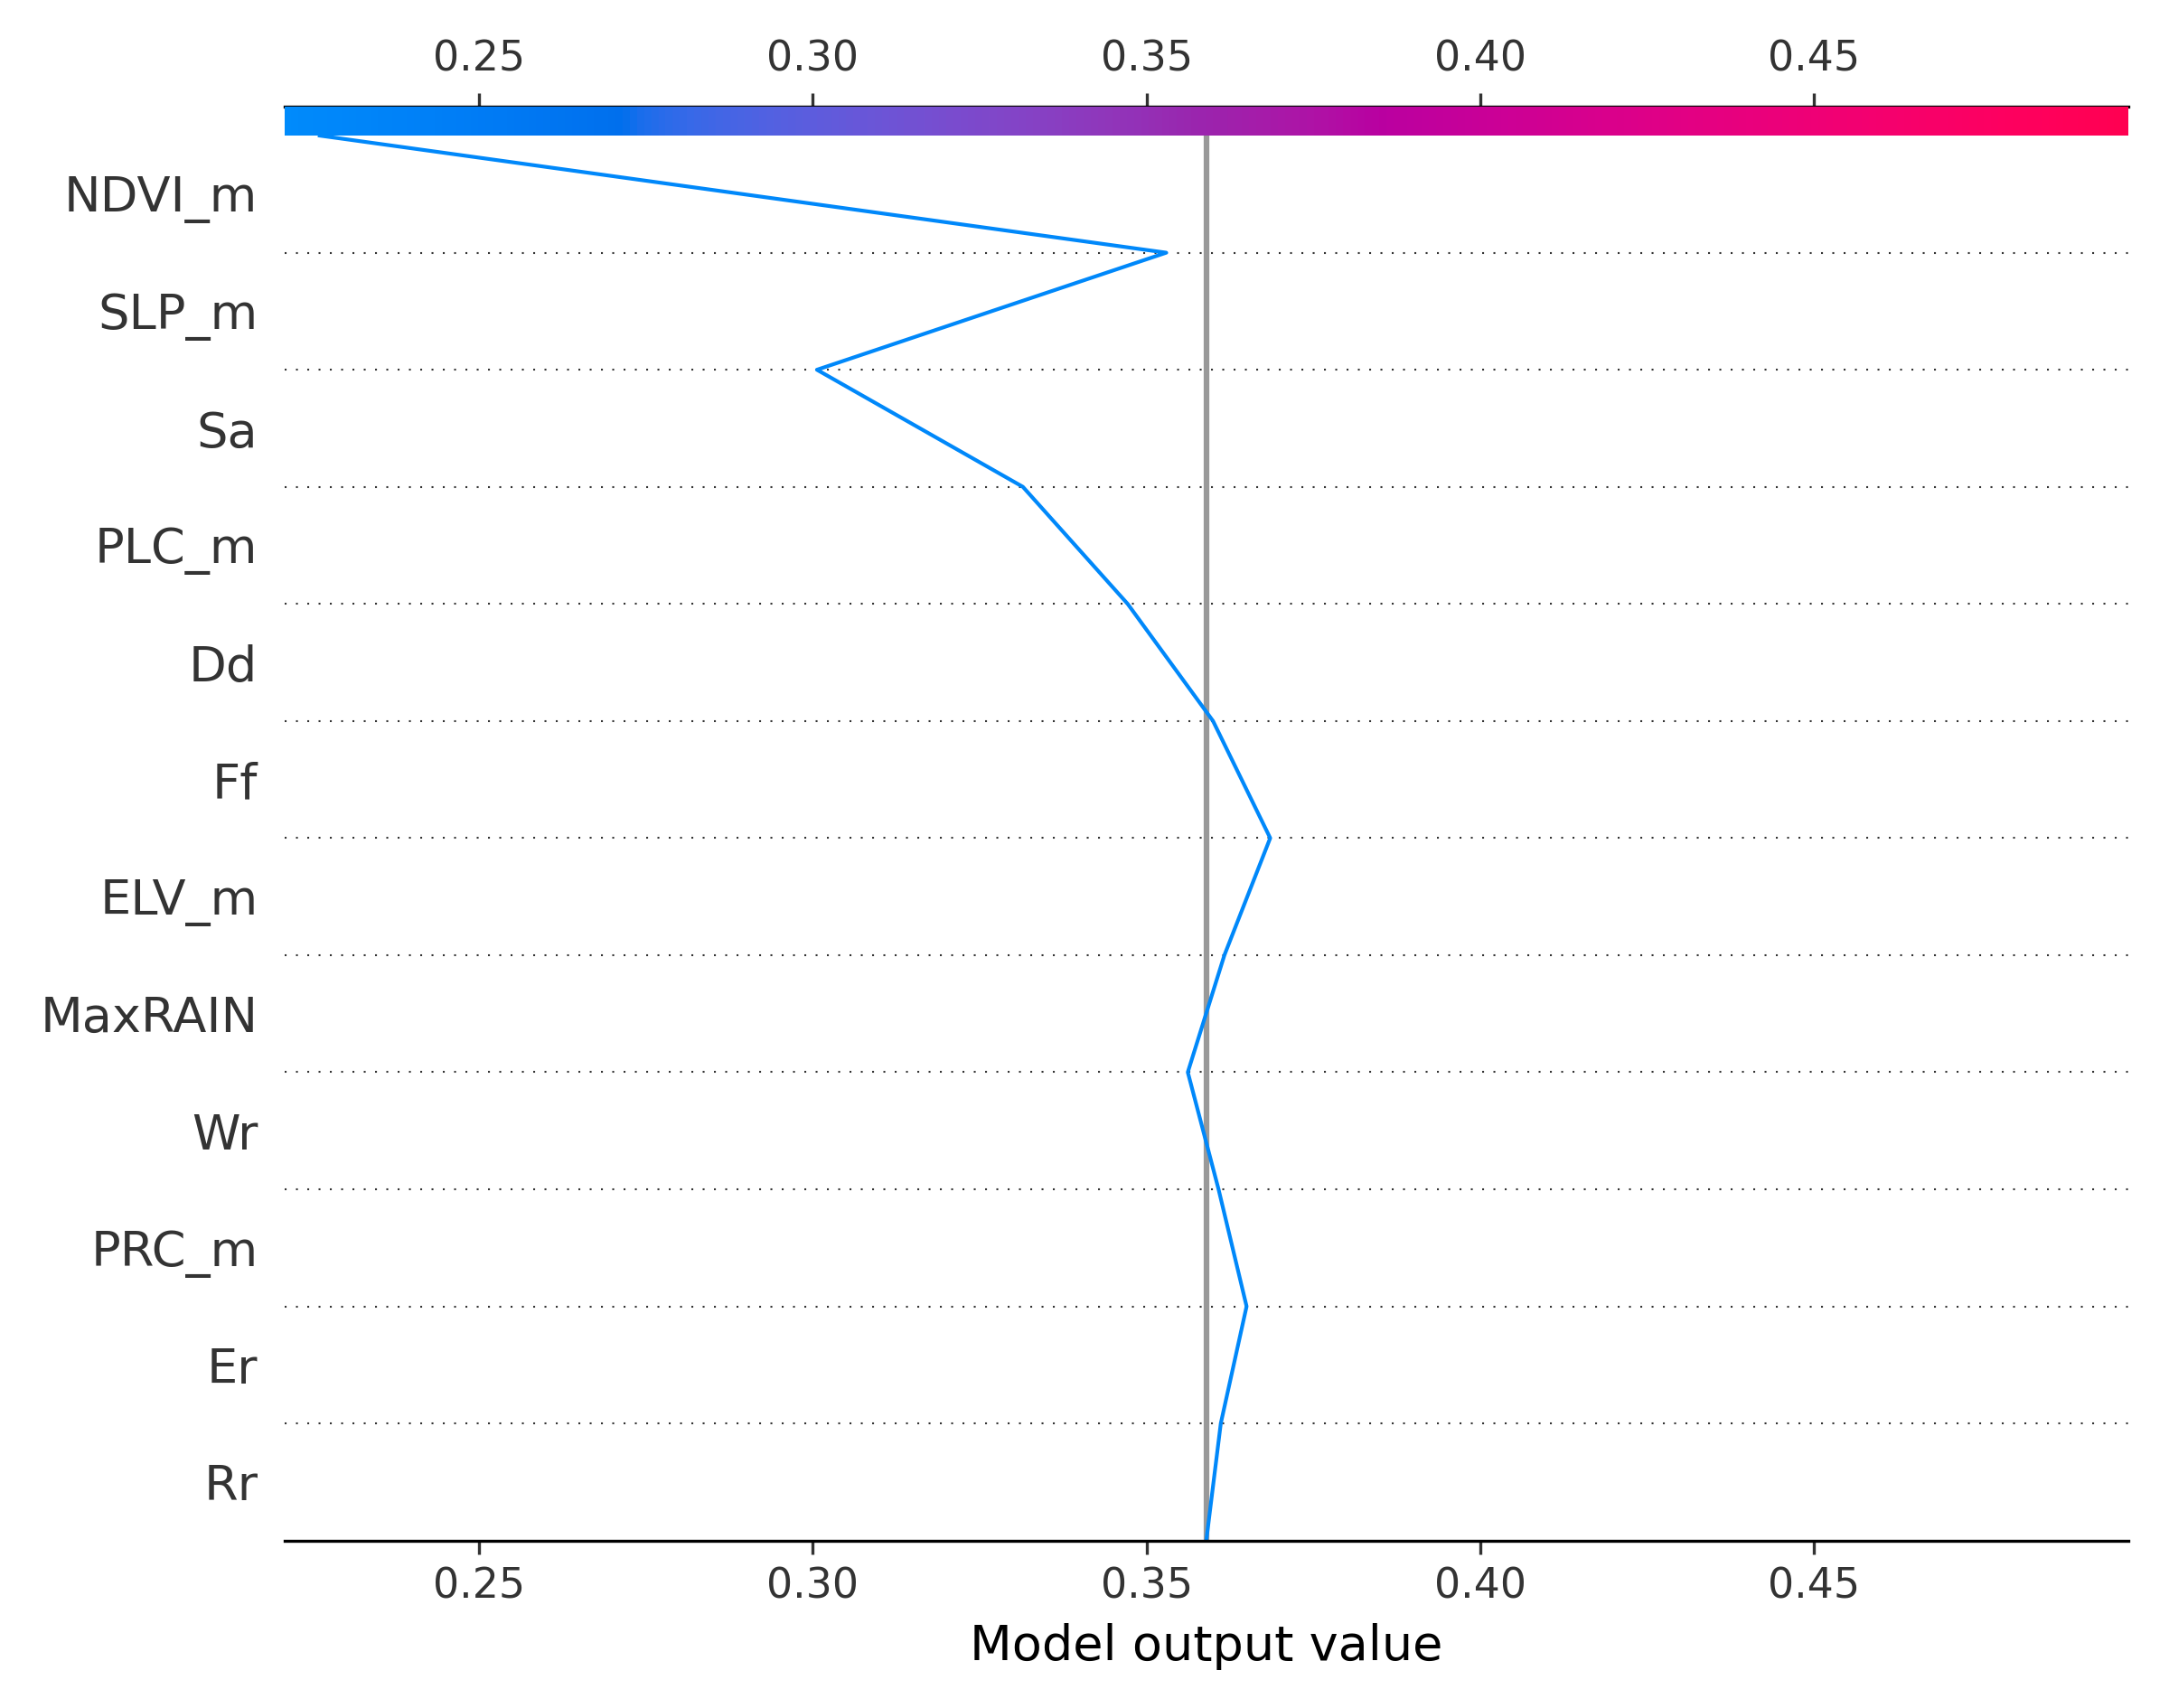 0.25 0.30 0.35 0.40 0.45
NDVI_m
SLP_m
Sa
PLC_m
Dd
Ff
ELV_m
MaxRAIN
Wr
PRC_m
Er
Rr
0.25 0.30 0.35 0.40 0.45
Model output value